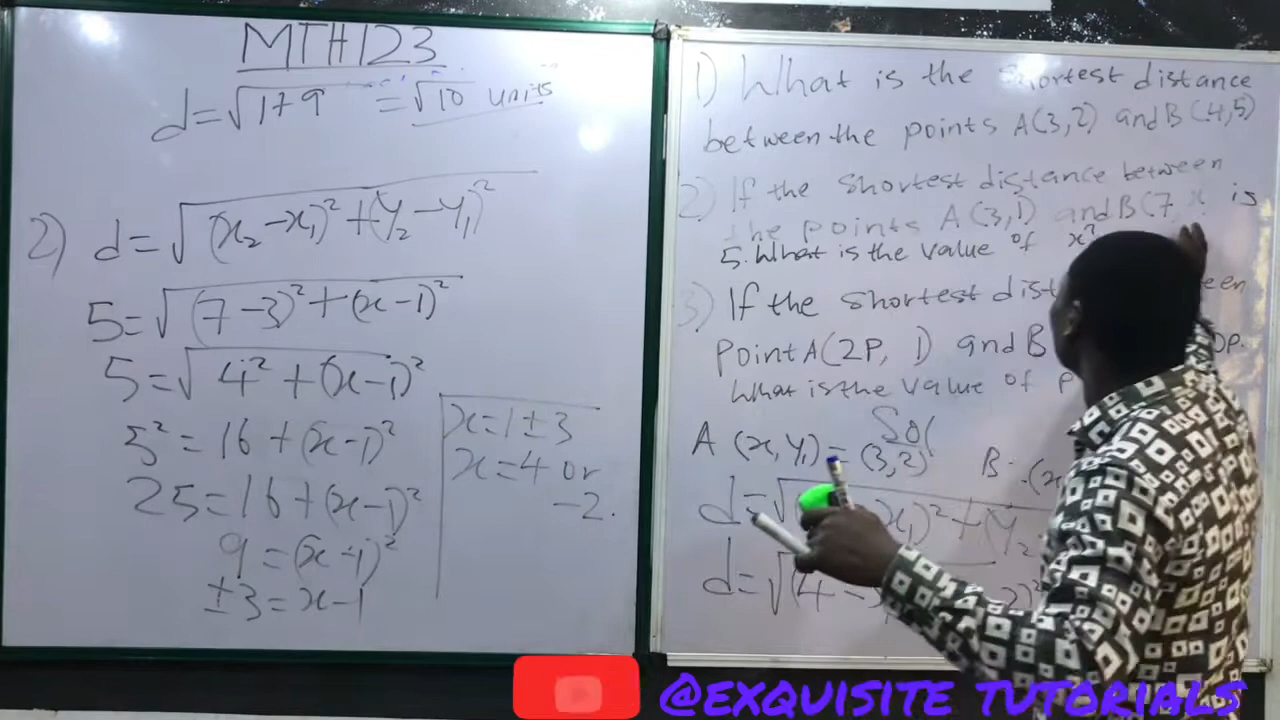 MTH123
d=√1+9 = √10 units
2) d=√(x₂-x₁)²+(y₂-y₁)²
5=√(7-3)²+(x-1)²
5=√4²+(x-1)²
5²=16+(x-1)²
25=16+(x-1)²
9=(x-1)²
±3=x-1
x=1±3
x=4 or
-2.
1) What is the shortest distance
between the points A(3,2) and B(4,5)
2) If the shortest distance between
the points A(3,1) and B(7, x is
5. What is the value of x?
3) If the shortest
Point A(2P, 1) and B
What is the value of P
Sol
A (x, y₁) = (3,2) B
d=√ x₁)²+(y₂
d=√(4-
@EXQUISITE TUTORIALS